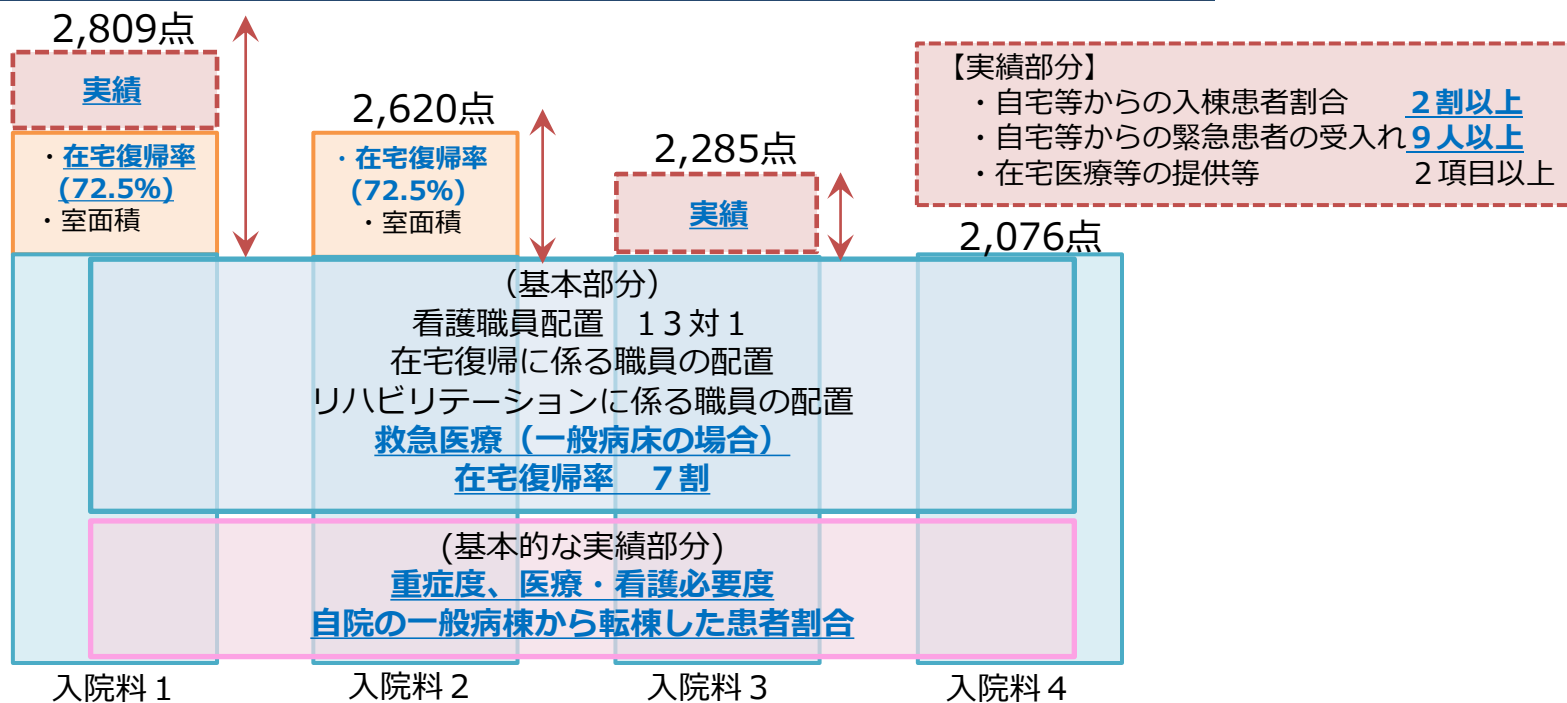 2,809点
実績
・在宅復帰率
(72.5%)
・室面積
2,620点
・在宅復帰率
(72.5%)
・室面積
2,285点
実績
【実績部分】
・自宅等からの入棟患者割合　２割以上
・自宅等からの緊急患者の受入れ ９人以上
・在宅医療等の提供等　２項目以上
2,076点
（基本部分）
看護職員配置　１３対１
在宅復帰に係る職員の配置
リハビリテーションに係る職員の配置
救急医療（一般病床の場合）
在宅復帰率　７割
(基本的な実績部分)
重症度、医療・看護必要度
自院の一般病棟から転棟した患者割合
入院料１
入院料２
入院料３
入院料４